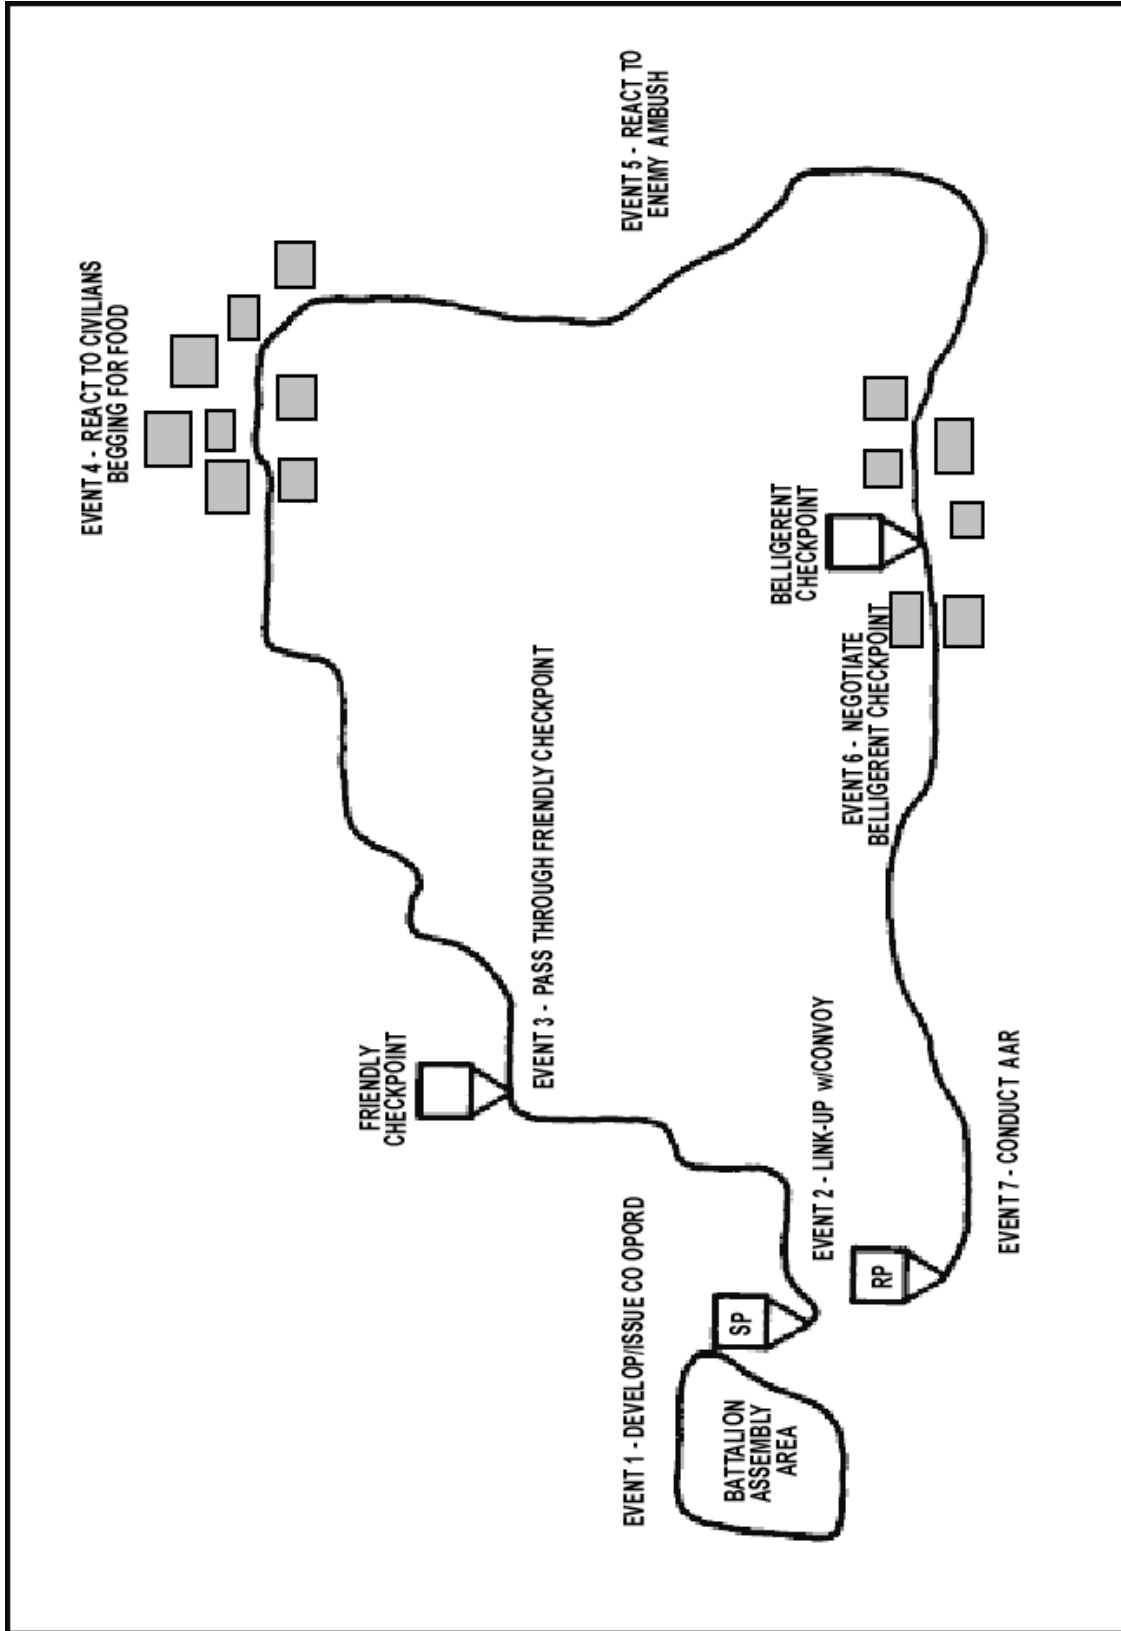 EVENT 1 - DEVELOP/ISSUE CO OPORD
BATTALION
ASSEMBLY
AREA
SP
EVENT 2 - LINK-UP w/CONVOY
FRIENDLY
CHECKPOINT
EVENT 3 - PASS THROUGH FRIENDLY CHECKPOINT
EVENT 4 - REACT TO CIVILIANS
BEGGING FOR FOOD
EVENT 5 - REACT TO
ENEMY AMBUSH
BELLIGERENT
CHECKPOINT
EVENT 6 - NEGOTIATE
BELLIGERENT CHECKPOINT
RP
EVENT 7 - CONDUCT AAR